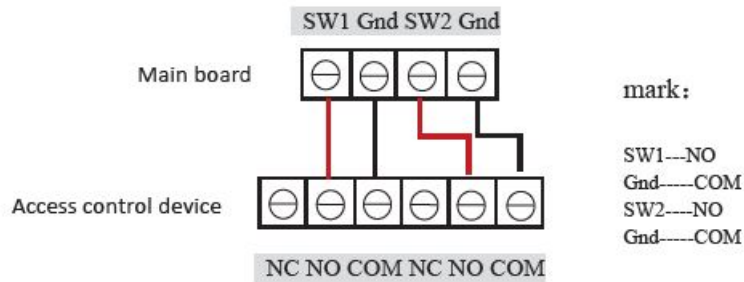 SW1 Gnd SW2 Gnd
Main board
mark：
SW1---NO
Gnd-----COM
SW2----NO
Gnd-----COM
Access control device
NC NO COM NC NO COM